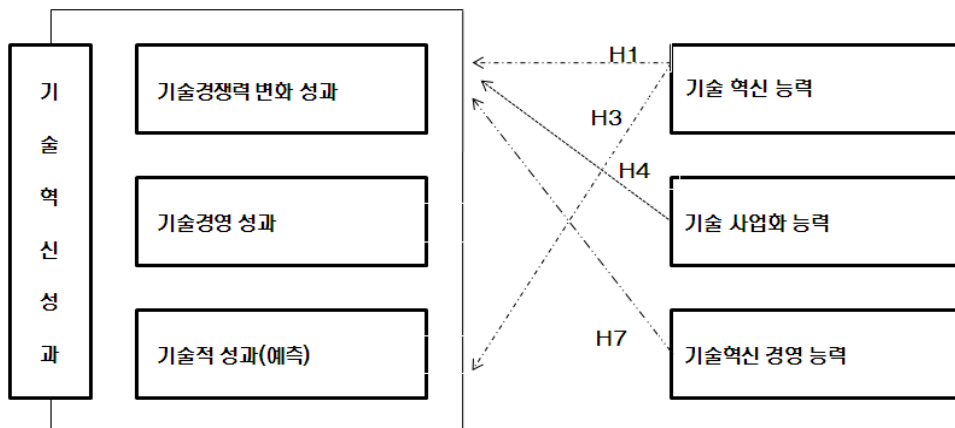 기술혁신성과
기술경쟁력 변화 성과
기술경영 성과
기술적 성과(예측)
H1
H3
H4
H7
기술 혁신 능력
기술 사업화 능력
기술혁신 경영 능력